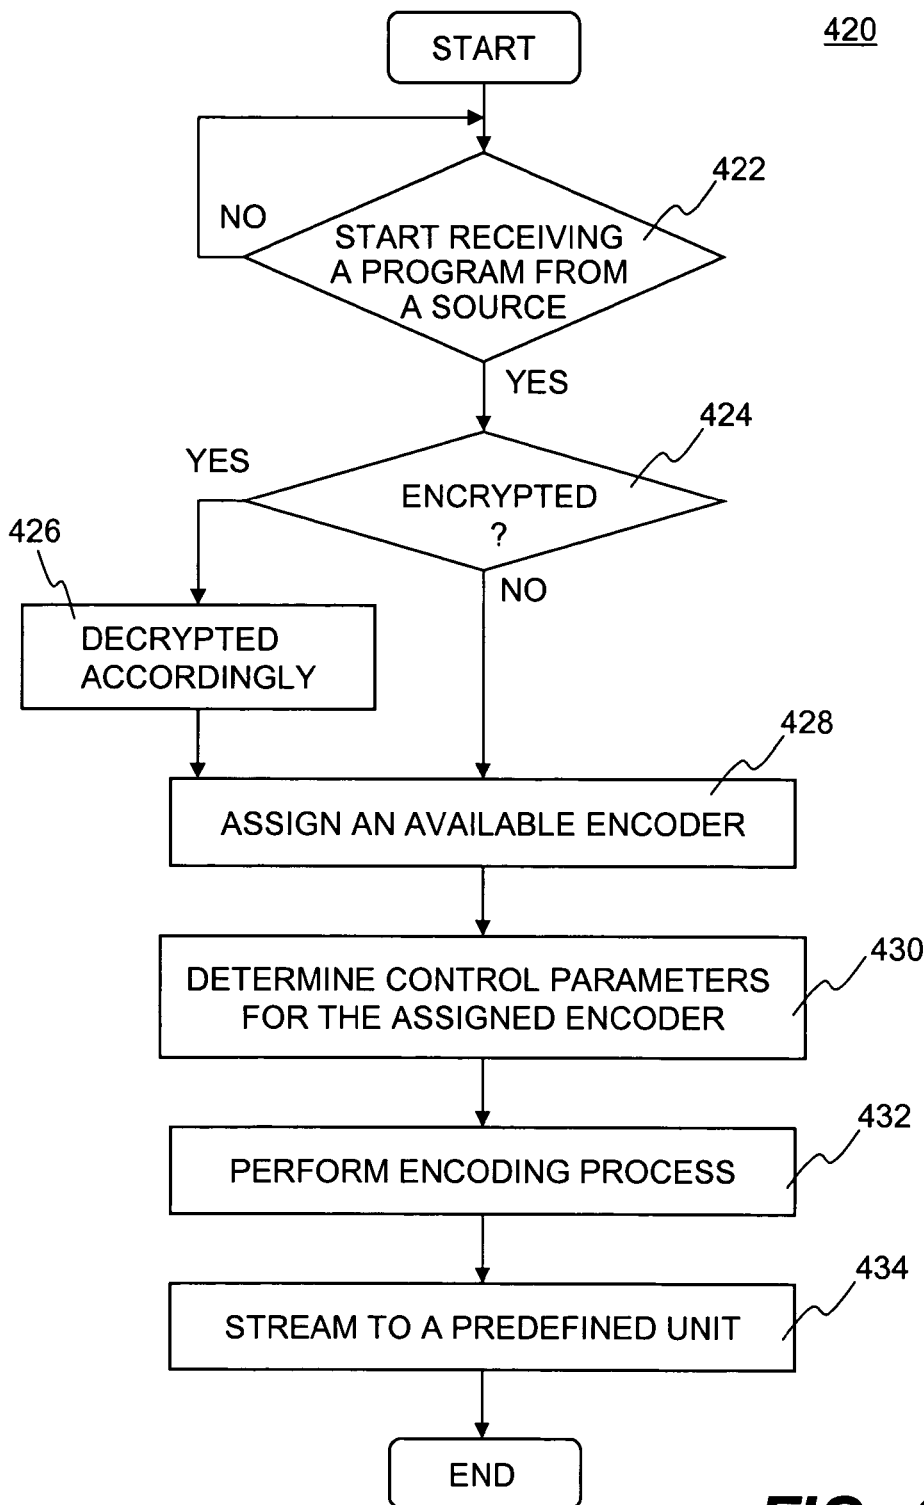 START
420
422
NO
START RECEIVING
A PROGRAM FROM
A SOURCE
YES
424
YES
ENCRYPTED
?
426
NO
DECRYPTED
ACCORDINGLY
428
ASSIGN AN AVAILABLE ENCODER
430
DETERMINE CONTROL PARAMETERS
FOR THE ASSIGNED ENCODER
432
PERFORM ENCODING PROCESS
434
STREAM TO A PREDEFINED UNIT
END